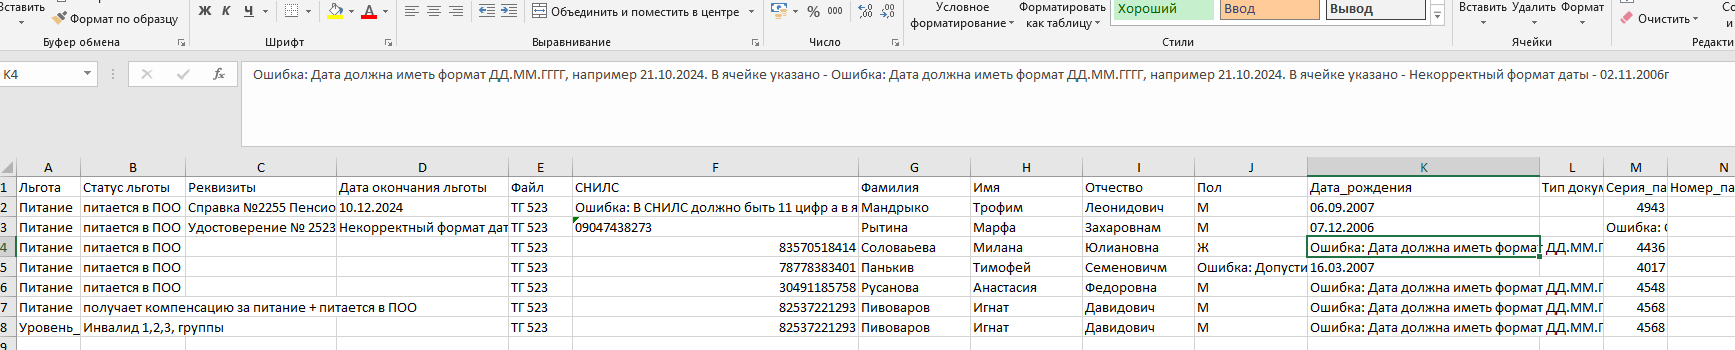 Вставить
Формат по образцу
Ж К Ч А
Объединить и поместить в центре
% 000
Условное форматирование
Форматировать как таблицу
Хороший Ввод Вывод
Вставить Удалить Формат
Очистить
Буфер обмена Шрифт Выравнивание Число Стили Ячейки Редакти
K4 fx Ошибка: Дата должна иметь формат ДД.ММ.ГГГГ, например 21.10.2024. В ячейке указано - Ошибка: Дата должна иметь формат ДД.ММ.ГГГГ, например 21.10.2024. В ячейке указано - Некорректный формат даты - 02.11.2006г
A B C D E F G H I J K L M N
1 Льгота Статус льготы Реквизиты Дата окончания льготы Файл СНИЛС Фамилия Имя Отчество Пол Дата_рождения Тип докум Серия_па Номер_па
2 Питание питается в ПОО Справка №2255 Пенсио 10.12.2024 ТГ 523 Ошибка: В СНИЛС должно быть 11 цифр а в я Мандрыко Трофим Леонидович М 06.09.2007 4943
3 Питание питается в ПОО Удостоверение № 2523 Некорректный формат дат ТГ 523 09047438273 Рытина Марфа Захаровнам М 07.12.2006 Ошибка: С
4 Питание питается в ПОО ТГ 523 83570518414 Соловаьева Милана Юлиановна Ж Ошибка: Дата должна иметь формат ДД.ММ.Г 4436
5 Питание питается в ПОО ТГ 523 78778383401 Панькив Тимофей Семеновичм Ошибка: Допусти 16.03.2007 4017
6 Питание питается в ПОО ТГ 523 30491185758 Русанова Анастасия Федоровна М Ошибка: Дата должна иметь формат ДД.ММ.Г 4548
7 Питание получает компенсацию за питание + питается в ПОО ТГ 523 82537221293 Пивоваров Игнат Давидович М Ошибка: Дата должна иметь формат ДД.ММ.Г 4568
8 Уровень_ Инвалид 1,2,3, группы ТГ 523 82537221293 Пивоваров Игнат Давидович М Ошибка: Дата должна иметь формат ДД.ММ.Г 4568
9